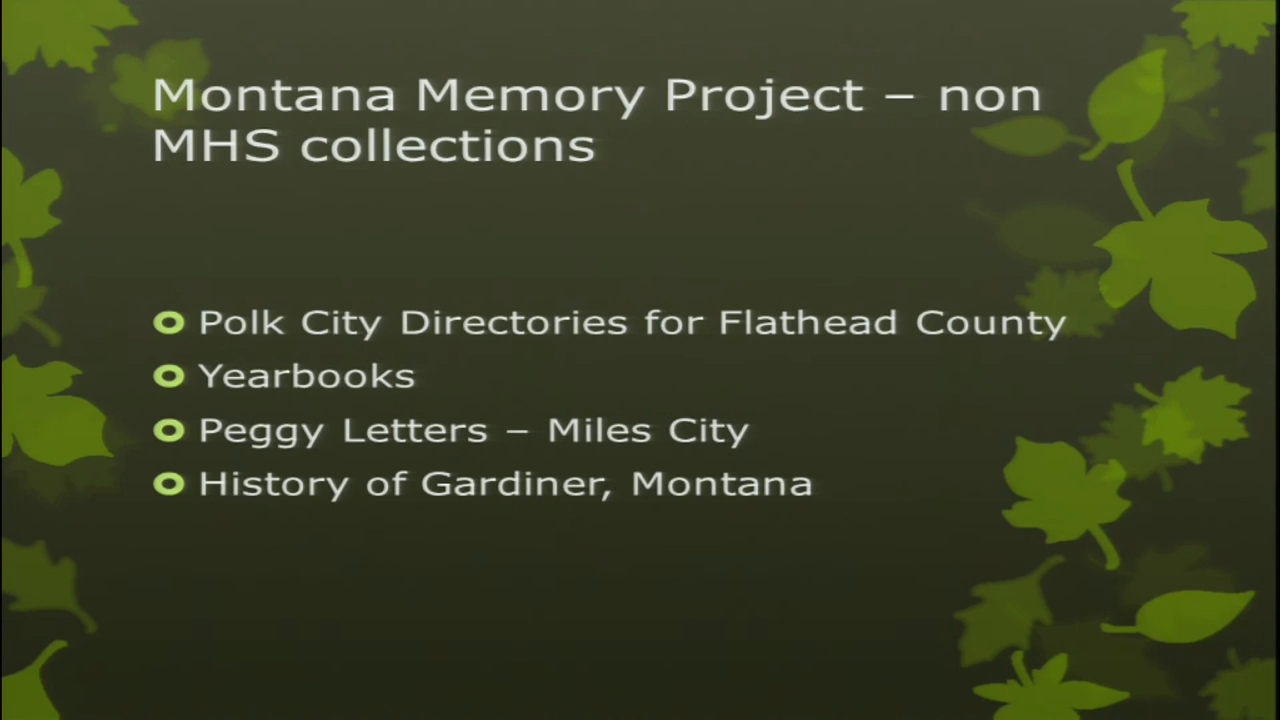 Montana Memory Project – non
MHS collections
Polk City Directories for Flathead County
Yearbooks
Peggy Letters – Miles City
History of Gardiner, Montana